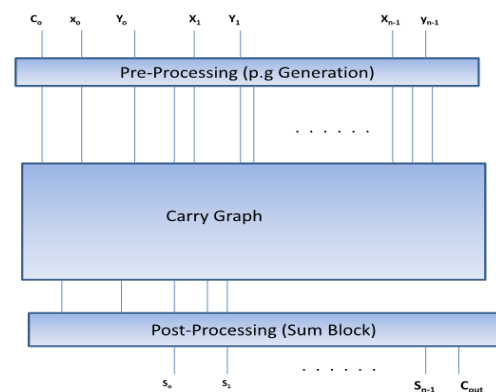 Co xo Yo X1 Y1 Xn-1 yn-1
Pre-Processing (p.g Generation)
. . . . . .
Carry Graph
Post-Processing (Sum Block)
. . . . . .
So S1 Sn-1 Cout